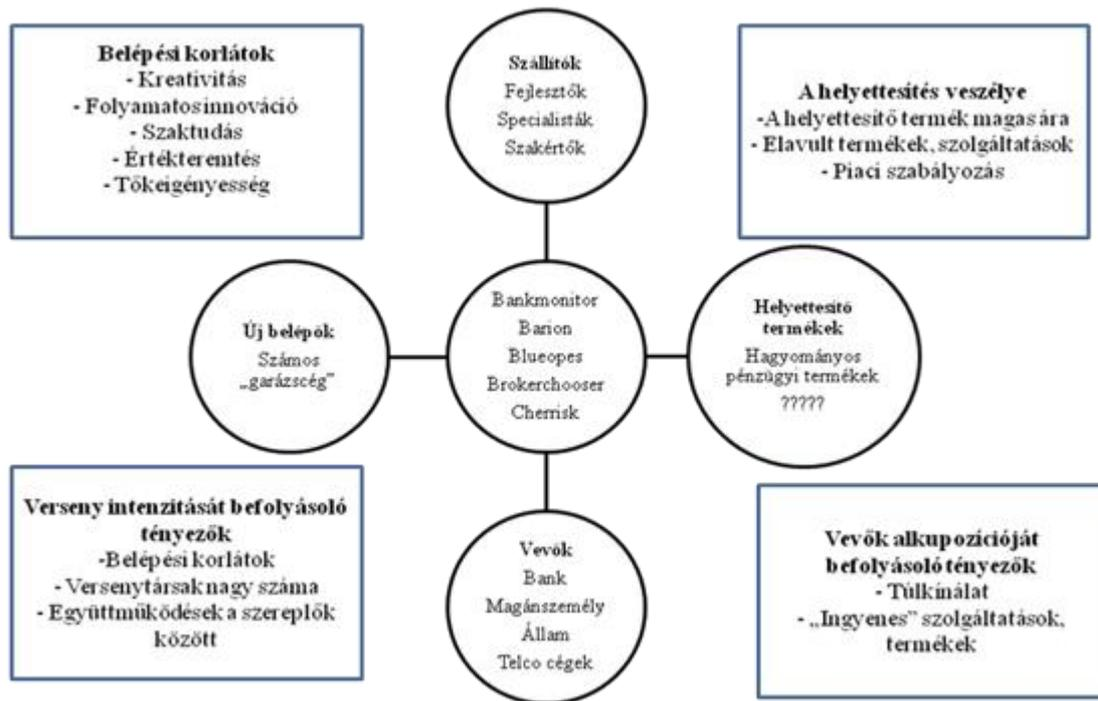 Belépési korlátok
- Kreativitás
- Folyamatos innováció
- Szaktudás
- Értékteremtés
- Tőkeigényesség
Szállítók
Fejlesztők
Specialisták
Szakértők
A helyettesítés veszélye
-A helyettesítő termék magas ára
- Elavult termékek, szolgáltatások
- Piaci szabályozás
Új belépők
Számos
„garázscég”
Bankmonitor
Barion
Blueopes
Brokerchooser
Cherrisk
Helyettesítő
termékek
Hagyományos
pénzügyi termékek
?????
Verseny intenzitását befolyásoló
tényezők
-Belépési korlátok
- Versenytársak nagy száma
- Együttműködések a szereplők
között
Vevők
Bank
Magánszemély
Állam
Telco cégek
Vevők alkupozícióját
befolyásoló tényezők
- Túlkínálat
- „Ingyenes” szolgáltatások,
termékek